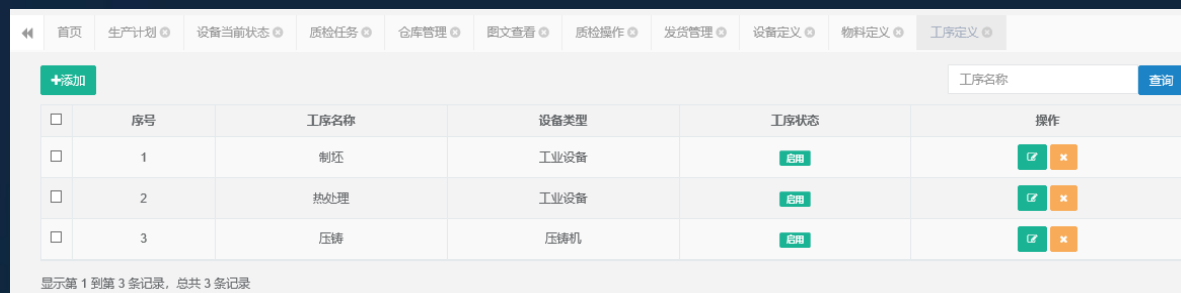 首页 生产计划 设备当前状态 质检任务 仓库管理 图文查看 质检操作 发货管理 设备定义 物料定义 工序定义
添加 工序名称 查询
序号 工序名称 设备类型 工序状态 操作
1 制坯 工业设备 启用
2 热处理 工业设备 启用
3 压铸 压铸机 启用
显示第 1 到第 3 条记录，总共 3 条记录